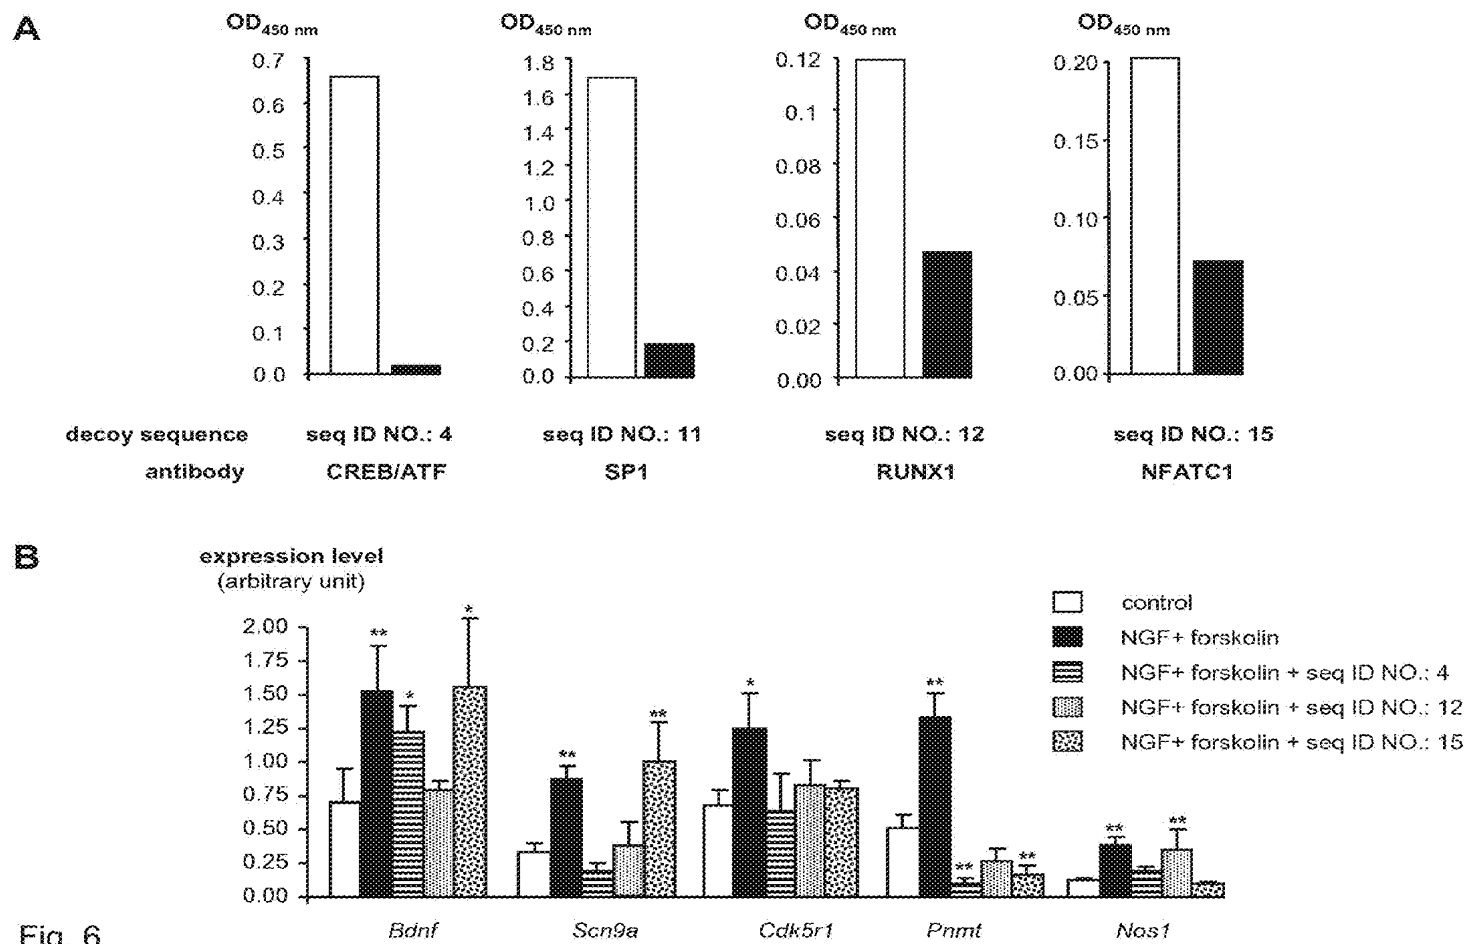 A
OD450 nm OD450 nm OD450 nm OD450 nm
0.7 1.8 0.12 0.20
0.6 1.6 0.1 0.15
0.5 1.4 0.08 0.10
0.4 1.2 0.06 0.05
0.3 1.0 0.04 0.00
0.2 0.8 0.02
0.1 0.6 0.00
0.0 0.4
0.2
0.0
decoy sequence seq ID NO.: 4 seq ID NO.: 11 seq ID NO.: 12 seq ID NO.: 15
antibody CREB/ATF SP1 RUNX1 NFATC1
B
expression level
(arbitrary unit)
2.00
1.75
1.50
1.25
1.00
0.75
0.50
0.25
0.00
** * *
** **
*
** ** **
** **
control
NGF+ forskolin
NGF+ forskolin + seq ID NO.: 4
NGF+ forskolin + seq ID NO.: 12
NGF+ forskolin + seq ID NO.: 15
Bdnf Scn9a Cdk5r1 Pnmt Nos1
Fig. 6